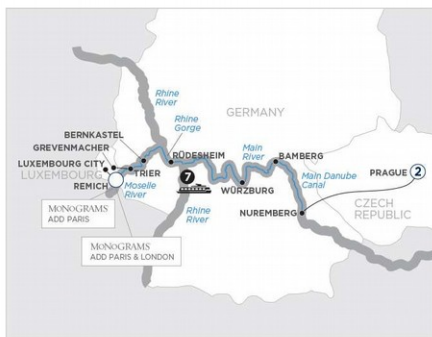 Rhine
River
GERMANY
Rhine
Gorge
BERNKASTEL
GREVENMACHER
LUXEMBOURG CITY
LUXEMBOURG
REMICH
TRIER
Moselle
River
RÜDESHEIM
7
Main
River
BAMBERG
Main Danube
Canal
PRAGUE 2
WÜRZBURG
Rhine
River
NUREMBERG
CZECH
REPUBLIC
MONOGRAMS
ADD PARIS
MONOGRAMS
ADD PARIS & LONDON